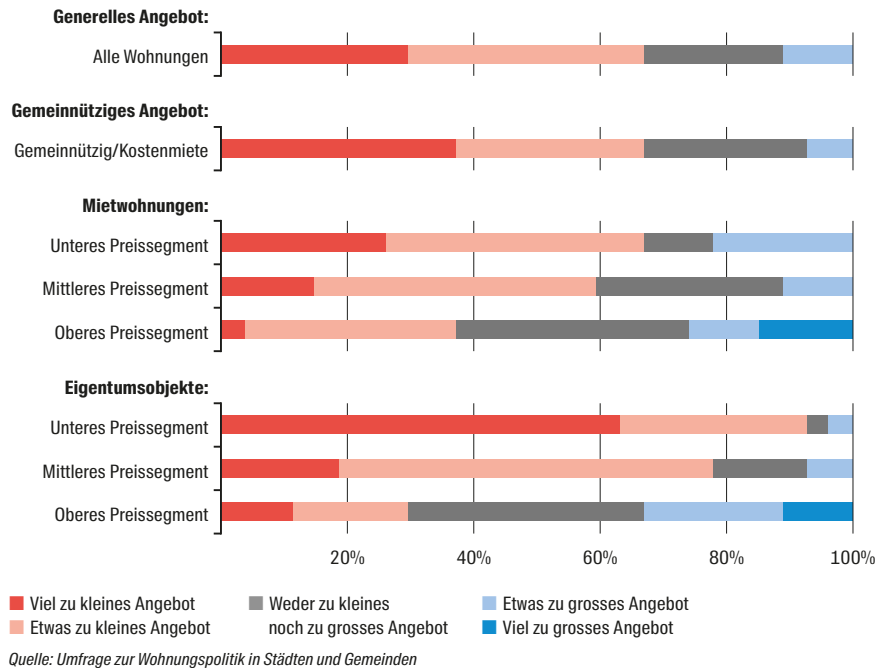 Generelles Angebot:
Alle Wohnungen
Gemeinnütziges Angebot:
Gemeinnützig/Kostenmiete
Mietwohnungen:
Unteres Preissegment
Mittleres Preissegment
Oberes Preissegment
Eigentumsobjekte:
Unteres Preissegment
Mittleres Preissegment
Oberes Preissegment
20% 40% 60% 80% 100%
Viel zu kleines Angebot
Etwas zu kleines Angebot
Weder zu kleines
noch zu grosses Angebot
Etwas zu grosses Angebot
Viel zu grosses Angebot
Quelle: Umfrage zur Wohnungspolitik in Städten und Gemeinden